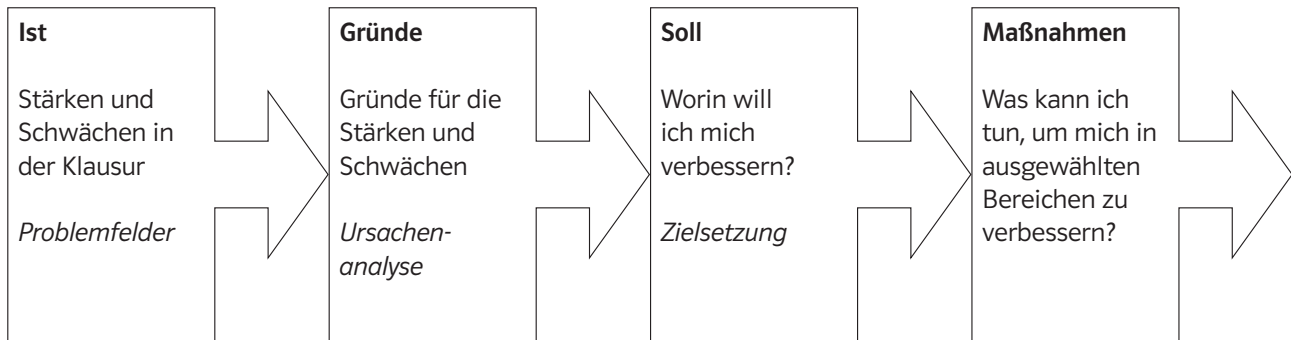 Ist
Stärken und
Schwächen in
der Klausur
Problemfelder
Gründe
Gründe für die
Stärken und
Schwächen
Ursachen-
analyse
Soll
Worin will
ich mich
verbessern?
Zielsetzung
Maßnahmen
Was kann ich
tun, um mich in
ausgewählten
Bereichen zu
verbessern?